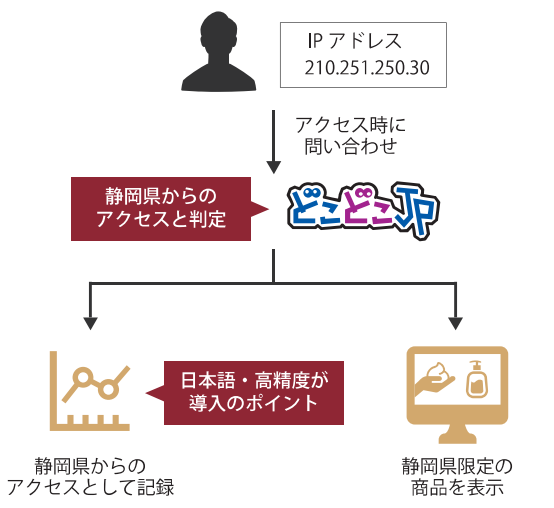 IP アドレス
210.251.250.30
アクセス時に
問い合わせ
静岡県からの
アクセスと判定
どこどこJP
日本語・高精度が
導入のポイント
静岡県からの
アクセスとして記録
静岡県限定の
商品を表示